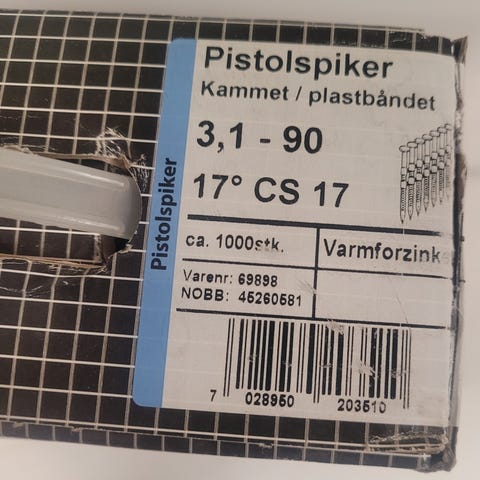 Pistolspiker
Kammet / plastbåndet
3,1 - 90
17° CS 17
Pistolspiker
ca. 1000stk.
Varmforzink
Varenr: 69898
NOBB: 45260581
7 028950 203510